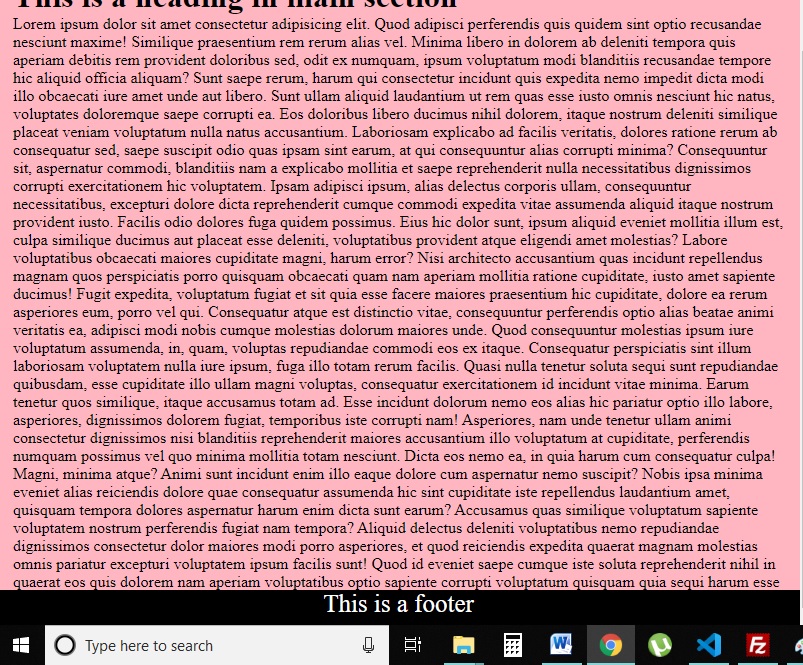 This is a heading in main section
Lorem ipsum dolor sit amet consectetur adipisicing elit. Quod adipisci perferendis quis quidem sint optio recusandae
nesciunt maxime! Similique praesentium rem rerum alias vel. Minima libero in dolorem ab deleniti tempora quis
aperiam debitis rem provident doloribus sed, odit ex numquam, ipsum voluptatum modi blanditiis recusandae tempore
hic aliquid officia aliquam? Sunt saepe rerum, harum qui consectetur incidunt quis expedita nemo impedit dicta modi
illo obcaecati iure amet unde aut libero. Sunt ullam aliquid laudantium ut rem quas esse iusto omnis nesciunt hic natus,
voluptates doloremque saepe corrupti ea. Eos doloribus libero ducimus nihil dolorem, itaque nostrum deleniti similique
placeat veniam voluptatum nulla natus accusantium. Laboriosam explicabo ad facilis veritatis, dolores ratione rerum ab
consequatur sed, saepe suscipit odio quas ipsam sint earum, at qui consequuntur alias corrupti minima? Consequuntur
sit, aspernatur commodi, blanditiis nam a explicabo mollitia et saepe reprehenderit nulla necessitatibus dignissimos
corrupti exercitationem hic voluptatem. Ipsam adipisci ipsum, alias delectus corporis ullam, consequuntur
necessitatibus, excepturi dolore dicta reprehenderit cumque commodi expedita vitae assumenda aliquid itaque nostrum
provident iusto. Facilis odio dolores fuga quidem possimus. Eius hic dolor sunt, ipsum aliquid eveniet mollitia illum est,
culpa similique ducimus aut placeat esse deleniti, voluptatibus provident atque eligendi amet molestias? Labore
voluptatibus obcaecati maiores cupiditate magni, harum error? Nisi architecto accusantium quas incidunt repellendus
magnam quos perspiciatis porro quisquam obcaecati quam nam aperiam mollitia ratione cupiditate, iusto amet sapiente
ducimus! Fugit expedita, voluptatum fugiat et sit quia esse facere maiores praesentium hic cupiditate, dolore ea rerum
asperiores eum, porro vel qui. Consequatur atque est distinctio vitae, consequuntur perferendis optio alias beatae animi
veritatis ea, adipisci modi nobis cumque molestias dolorum maiores unde. Quod consequuntur molestias ipsum iure
voluptatum assumenda, in, quam, voluptas repudiandae commodi eos ex itaque. Consequatur perspiciatis sint illum
laboriosam voluptatem nulla iure ipsum, fuga illo totam rerum facilis. Quasi nulla tenetur soluta sequi sunt repudiandae
quibusdam, esse cupiditate illo ullam magni voluptas, consequatur exercitationem id incidunt vitae minima. Earum
tenetur quos similique, itaque accusamus totam ad. Esse incidunt dolorum nemo eos alias hic pariatur optio illo labore,
asperiores, dignissimos dolorem fugiat, temporibus iste corrupti nam! Asperiores, nam unde tenetur ullam animi
consectetur dignissimos nisi blanditiis reprehenderit maiores accusantium illo voluptatum at cupiditate, perferendis
numquam possimus vel quo minima mollitia totam nesciunt. Dicta eos nemo ea, in quia harum cum consequatur culpa!
Magni, minima atque? Animi sunt incidunt enim illo eaque dolore cum aspernatur nemo suscipit? Nobis ipsa minima
eveniet alias reiciendis dolore quae consequatur assumenda hic sint cupiditate iste repellendus laudantium amet,
quisquam tempora dolores aspernatur harum enim dicta sunt earum? Accusamus quas similique voluptatum sapiente
voluptatem nostrum perferendis fugiat nam tempora? Aliquid delectus deleniti voluptatibus nemo repudiandae
dignissimos consectetur dolor maiores modi porro asperiores, et quod reiciendis expedita quaerat magnam molestias
omnis pariatur excepturi voluptatem ipsum facilis sunt! Quod id eveniet saepe cumque iste soluta reprehenderit nihil in
quaerat eos quis dolorem nam aperiam voluptatibus optio sapiente corrupti voluptatum quisquam quia sequi harum esse
This is a footer
Type here to search